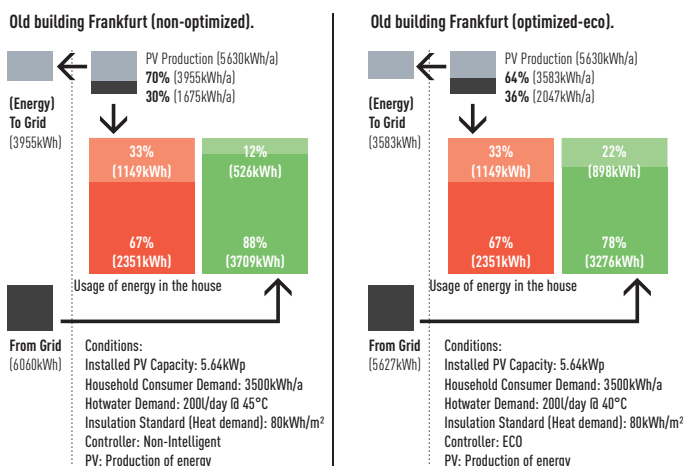 Old building Frankfurt (non-optimized).
PV Production (5630kWh/a)
70% (3955kWh/a)
30% (1675kWh/a)
(Energy)
To Grid
(3955kWh)
33%
(1149kWh)
12%
(526kWh)
67%
(2351kWh)
88%
(3709kWh)
Usage of energy in the house
From Grid
(6060kWh)
Conditions:
Installed PV Capacity: 5.64kWp
Household Consumer Demand: 3500kWh/a
Hotwater Demand: 200l/day @ 45°C
Insulation Standard (Heat demand): 80kWh/m²
Controller: Non-Intelligent
PV: Production of energy
Old building Frankfurt (optimized-eco).
PV Production (5630kWh/a)
64% (3583kWh/a)
36% (2047kWh/a)
(Energy)
To Grid
(3583kWh)
33%
(1149kWh)
22%
(898kWh)
67%
(2351kWh)
78%
(3276kWh)
Usage of energy in the house
From Grid
(5627kWh)
Conditions:
Installed PV Capacity: 5.64kWp
Household Consumer Demand: 3500kWh/a
Hotwater Demand: 200l/day @ 40°C
Insulation Standard (Heat demand): 80kWh/m²
Controller: ECO
PV: Production of energy